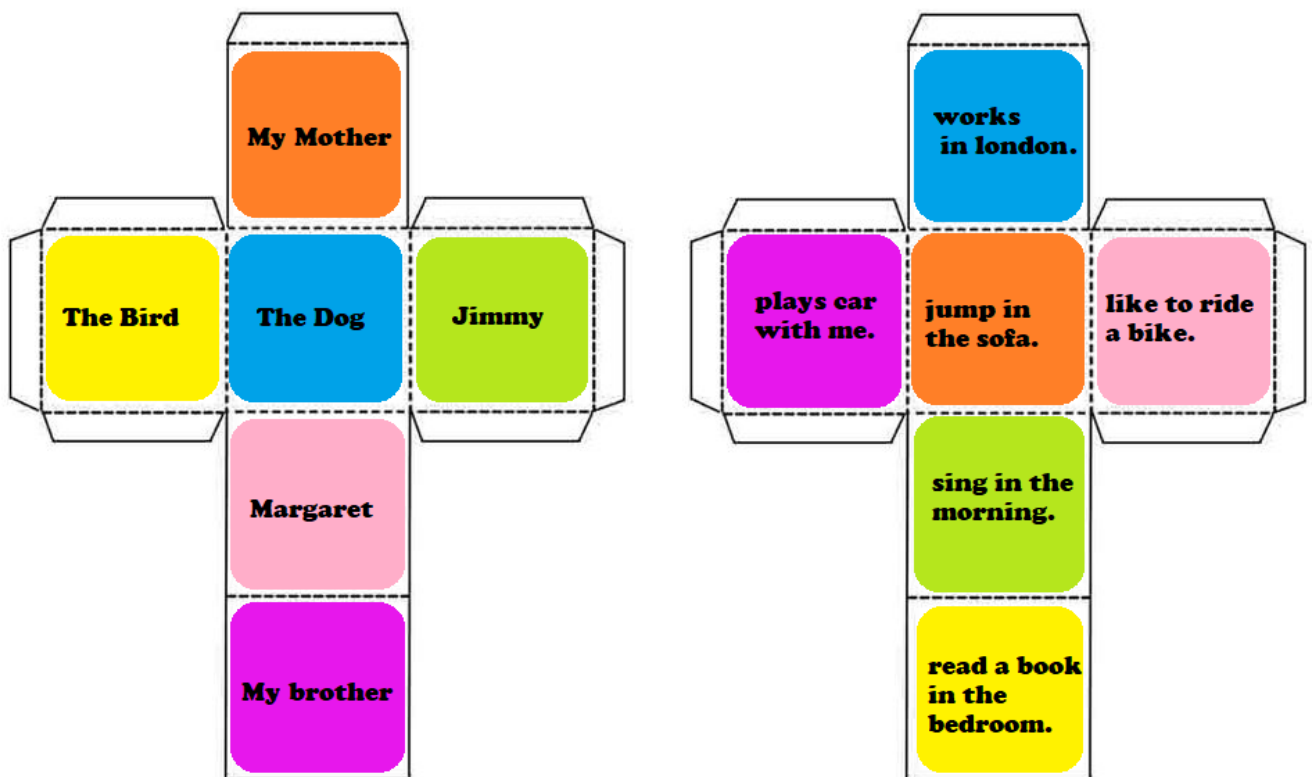 My Mother
The Bird
The Dog
Jimmy
Margaret
My brother
works
in london.
plays car
with me.
jump in
the sofa.
like to ride
a bike.
sing in the
morning.
read a book
in the
bedroom.